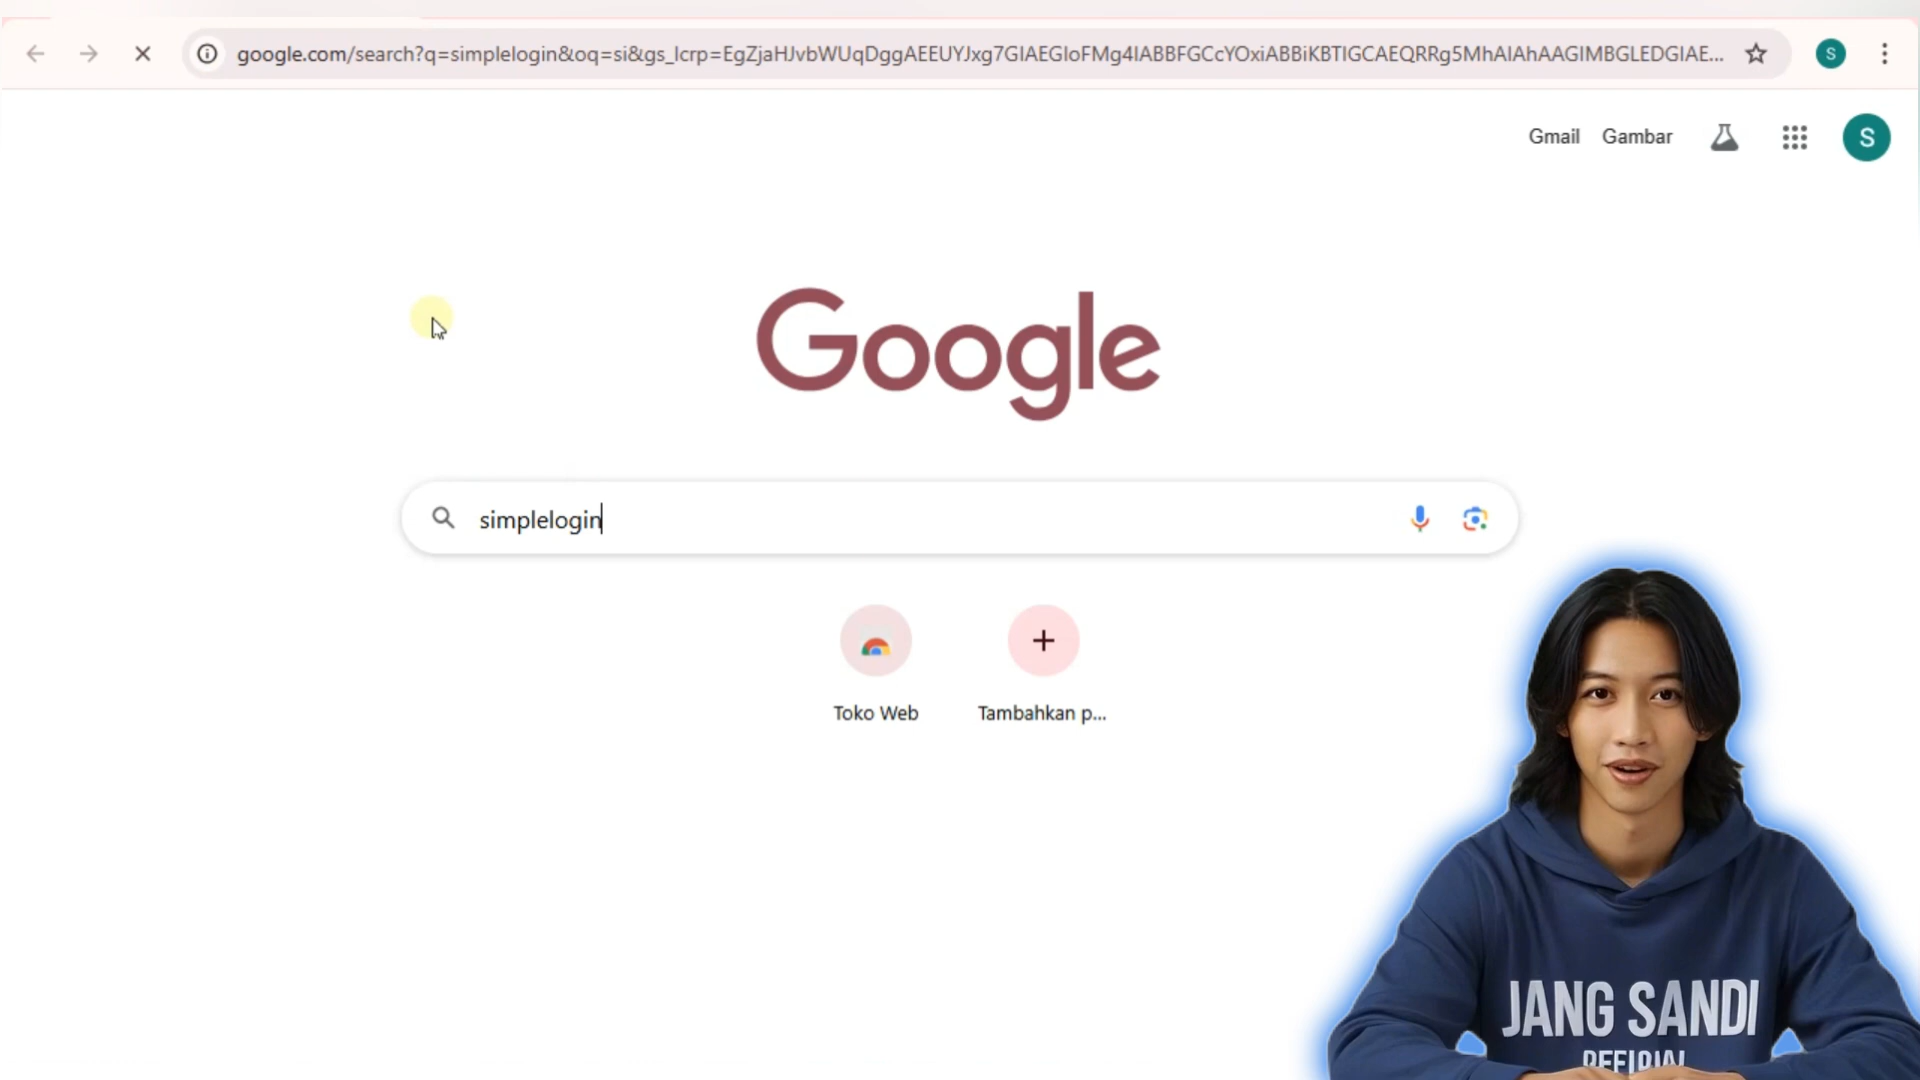 google.com/search?q=simplelogin&oq=si&gs_lcrp=EgZjaHJvbWUqDggAEEUYJxg7GIAEGIoFMg4IABBFGCcYOxiABBiKBTIGCAEQRRg5MhAIAhAAGIMBGLEDGIAE...
S
Gmail
Gambar
S
Google
simplelogin
Toko Web
Tambahkan p...
JANG SANDI